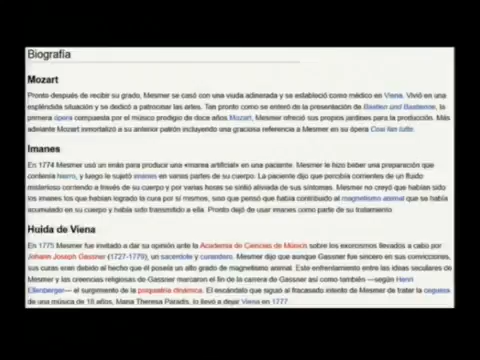 Biografía
Mozart
Pronto después de recibir su grado, Mesmer se casó con una viuda adinerada y se estableció como médico en Viena. Vivió en una
espléndida situación y se dedicó a patrocinar las artes. Tan pronto como se enteró de la presentación de Bastien und Bastienne, la
primera ópera compuesta por el músico prodigio de doce años Mozart, Mesmer ofreció sus propios jardines para la producción. Más
adelante Mozart inmortalizó a su anterior patrón incluyendo una graciosa referencia a Mesmer en su ópera Cosi fan tutte.
Imanes
En 1774 Mesmer usó un imán para producir una «marea artificial» en una paciente. Mesmer le hizo beber una preparación que
contenía hierro, y luego le sujetó imanes en varias partes de su cuerpo. La paciente dijo que percibía corrientes de un fluido
misterioso corriendo a través de su cuerpo y por varias horas se sintió aliviada de sus síntomas. Mesmer no creyó que habían sido
los imanes los que habían logrado la cura por sí mismos, sino que pensó que había contribuido al magnetismo animal que se había
acumulado en su cuerpo y había sido transmitido a ella. Pronto dejó de usar imanes como parte de su tratamiento.
Huida de Viena
En 1775 Mesmer fue invitado a dar su opinión ante la Academia de Ciencias de Múnich sobre los exorcismos llevados a cabo por
Johann Joseph Gassner (1727-1779), un sacerdote y curandero. Mesmer dijo que aunque Gassner fue sincero en sus convicciones,
sus curas eran debido al hecho que él poseía un alto grado de magnetismo animal. Este enfrentamiento entre las ideas seculares de
Mesmer y las creencias religiosas de Gassner marcaron el fin de la carrera de Gassner así como también —según Henri
Ellenberger— el surgimiento de la psiquiatría dinámica. El escándalo que siguió al fracasado intento de Mesmer de tratar la ceguera
de una música de 18 años, Maria Theresa Paradis, lo llevó a dejar Viena en 1777.